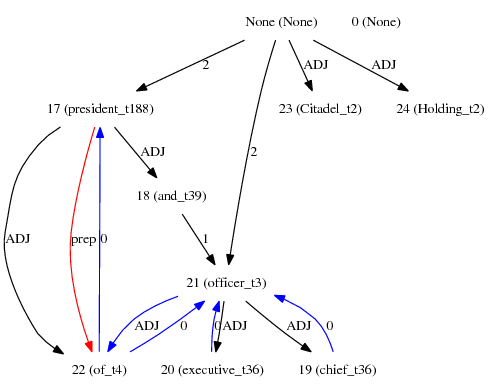 None (None) 0 (None)
2 ADJ ADJ
17 (president_t188) 23 (Citadel_t2) 24 (Holding_t2)
ADJ 2
18 (and_t39)
ADJ prep 0 1
21 (officer_t3)
ADJ 0 0 ADJ ADJ 0
22 (of_t4) 20 (executive_t36) 19 (chief_t36)